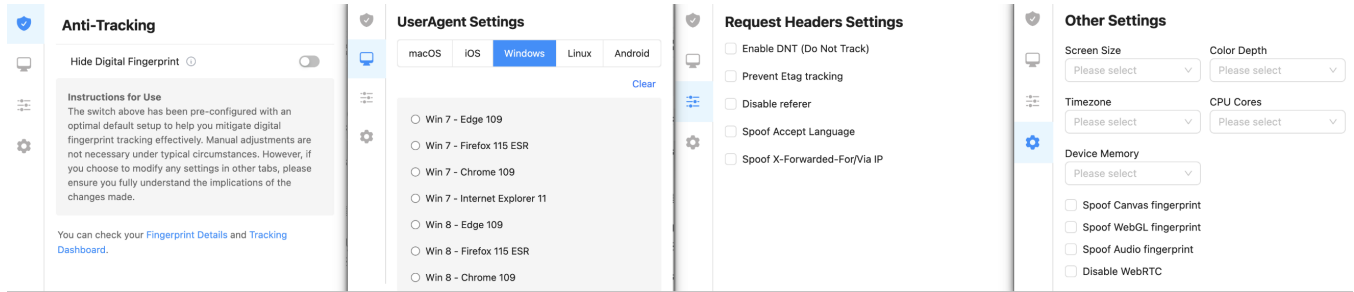 Anti-Tracking
Hide Digital Fingerprint
Instructions for Use
The switch above has been pre-configured with an
optimal default setup to help you mitigate digital
fingerprint tracking effectively. Manual adjustments are
not necessary under typical circumstances. However, if
you choose to modify any settings in other tabs, please
ensure you fully understand the implications of the
changes made.
You can check your Fingerprint Details and Tracking
Dashboard.
UserAgent Settings
macOS iOS Windows Linux Android
Clear
Win 7 - Edge 109
Win 7 - Firefox 115 ESR
Win 7 - Chrome 109
Win 7 - Internet Explorer 11
Win 8 - Edge 109
Win 8 - Firefox 115 ESR
Win 8 - Chrome 109
Request Headers Settings
Enable DNT (Do Not Track)
Prevent Etag tracking
Disable referer
Spoof Accept Language
Spoof X-Forwarded-For/Via IP
Other Settings
Screen Size Color Depth
Please select Please select
Timezone CPU Cores
Please select Please select
Device Memory
Please select
Spoof Canvas fingerprint
Spoof WebGL fingerprint
Spoof Audio fingerprint
Disable WebRTC